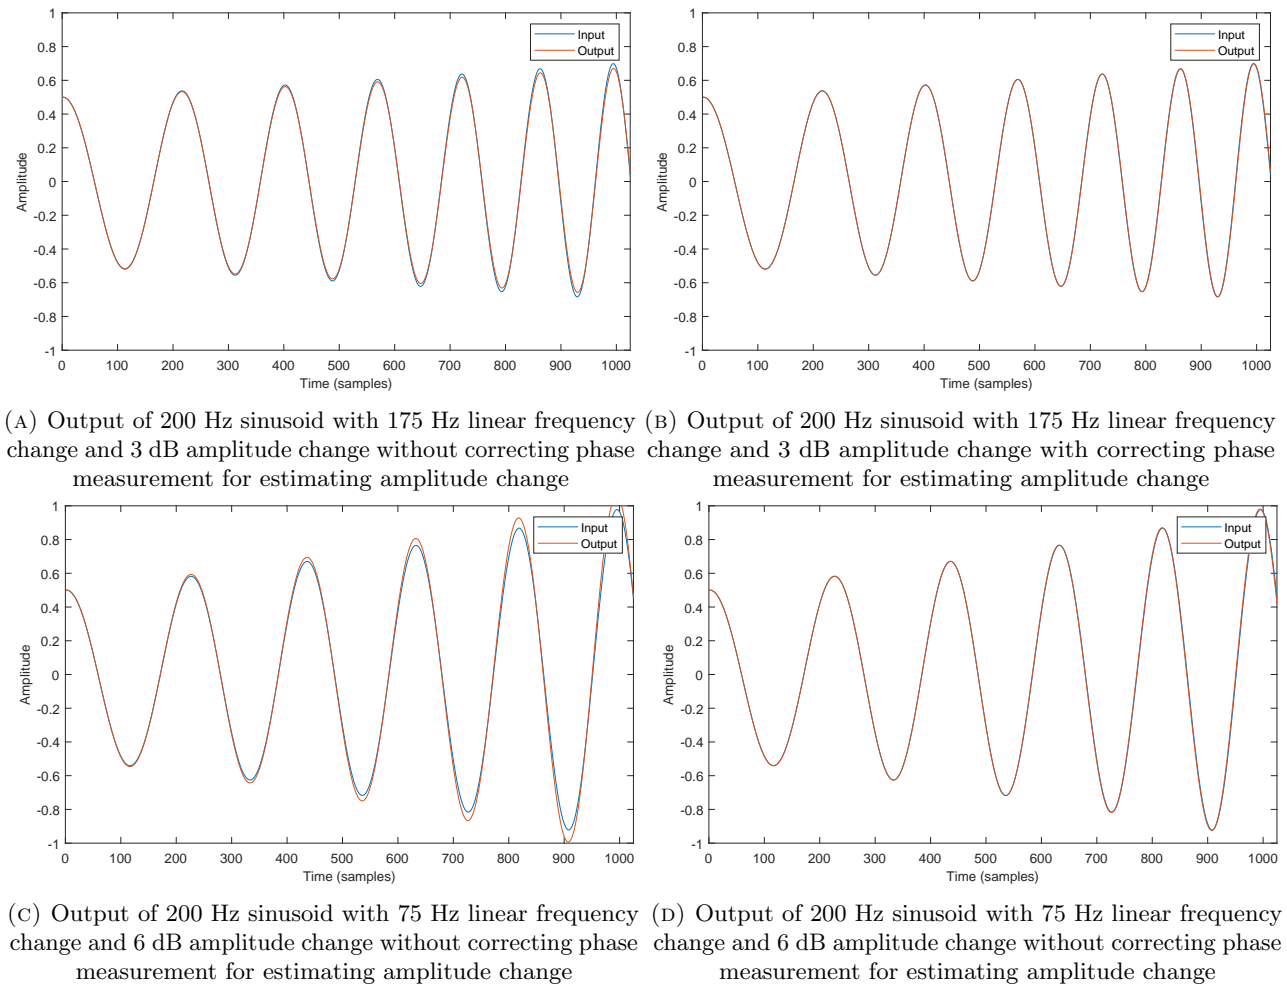 1
0.8
0.6
0.4
0.2
0
-0.2
-0.4
-0.6
-0.8
-1
Amplitude
0 100 200 300 400 500 600 700 800 900 1000
Time (samples)
Input
Output
1
0.8
0.6
0.4
0.2
0
-0.2
-0.4
-0.6
-0.8
-1
Amplitude
0 100 200 300 400 500 600 700 800 900 1000
Time (samples)
Input
Output
(A) Output of 200 Hz sinusoid with 175 Hz linear frequency
change and 3 dB amplitude change without correcting phase
measurement for estimating amplitude change
(B) Output of 200 Hz sinusoid with 175 Hz linear frequency
change and 3 dB amplitude change with correcting phase
measurement for estimating amplitude change
1
0.8
0.6
0.4
0.2
0
-0.2
-0.4
-0.6
-0.8
-1
Amplitude
0 100 200 300 400 500 600 700 800 900 1000
Time (samples)
Input
Output
1
0.8
0.6
0.4
0.2
0
-0.2
-0.4
-0.6
-0.8
-1
Amplitude
0 100 200 300 400 500 600 700 800 900 1000
Time (samples)
Input
Output
(C) Output of 200 Hz sinusoid with 75 Hz linear frequency
change and 6 dB amplitude change without correcting phase
measurement for estimating amplitude change
(D) Output of 200 Hz sinusoid with 75 Hz linear frequency
change and 6 dB amplitude change without correcting phase
measurement for estimating amplitude change